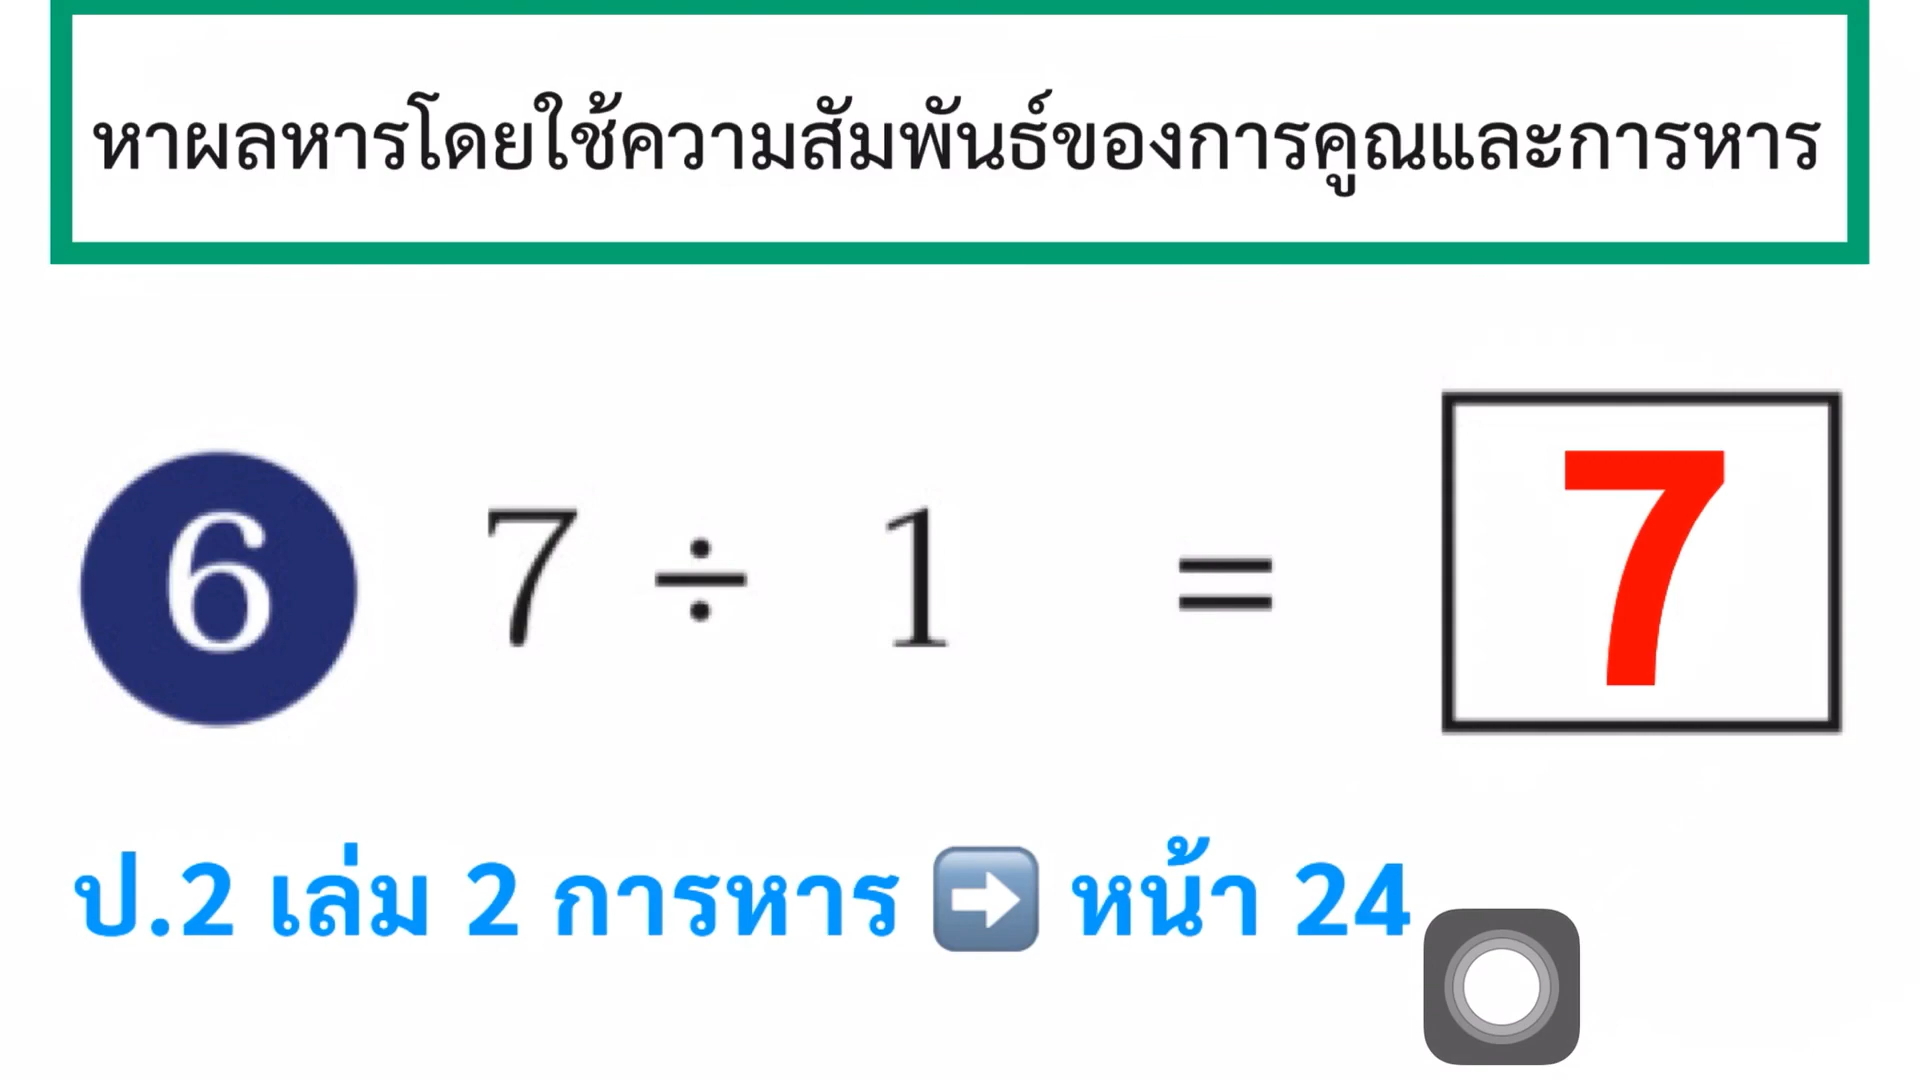 หาผลหารโดยใช้ความสัมพันธ์ของการคูณและการหาร
6 7 ÷ 1 = 7
ป.2 เล่ม 2 การหาร ➡️ หน้า 24